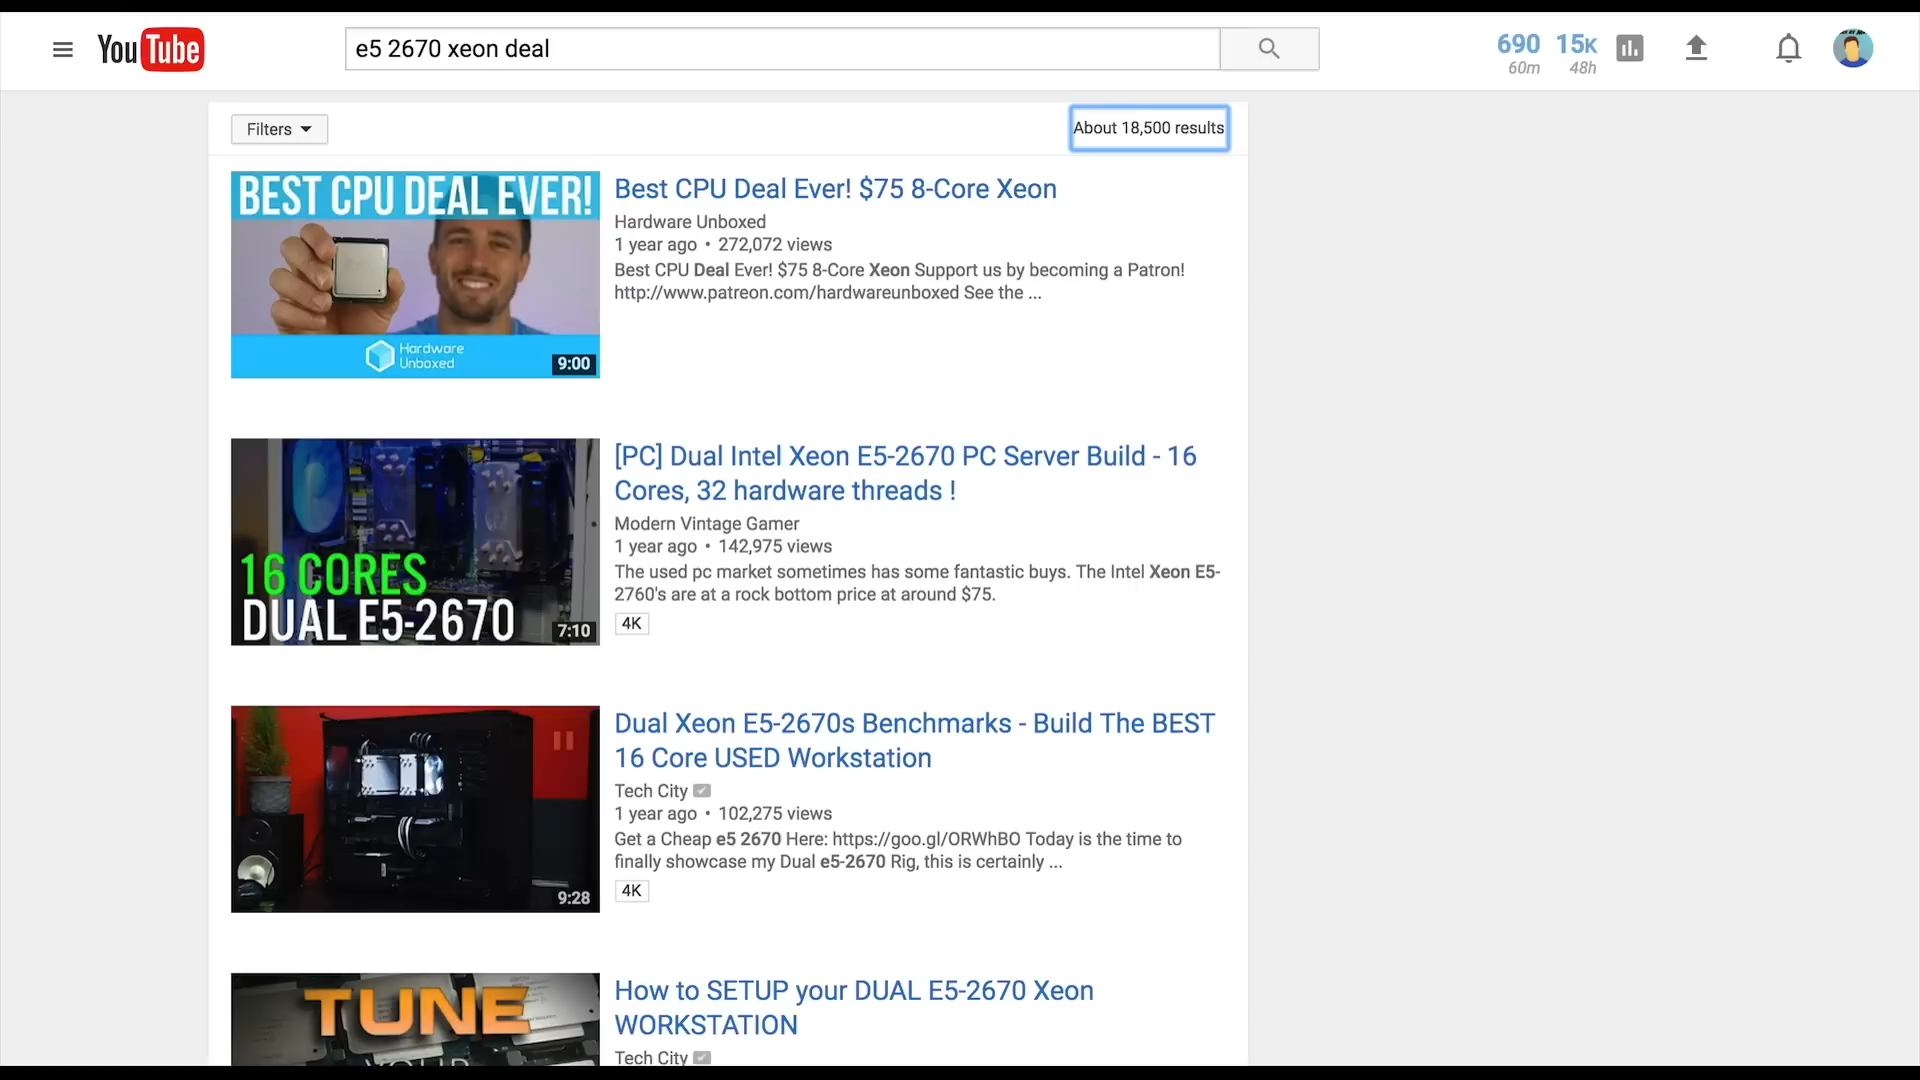 YouTube
e5 2670 xeon deal
690 15K
60m 48h
Filters
About 18,500 results
BEST CPU DEAL EVER!
Hardware
Unboxed
9:00
Best CPU Deal Ever! $75 8-Core Xeon
Hardware Unboxed
1 year ago • 272,072 views
Best CPU Deal Ever! $75 8-Core Xeon Support us by becoming a Patron!
http://www.patreon.com/hardwareunboxed See the ...
16 CORES
DUAL E5-2670
7:10
[PC] Dual Intel Xeon E5-2670 PC Server Build - 16
Cores, 32 hardware threads !
Modern Vintage Gamer
1 year ago • 142,975 views
The used pc market sometimes has some fantastic buys. The Intel Xeon E5-
2760's are at a rock bottom price at around $75.
4K
9:28
Dual Xeon E5-2670s Benchmarks - Build The BEST
16 Core USED Workstation
Tech City
1 year ago • 102,275 views
Get a Cheap e5 2670 Here: https://goo.gl/ORWhBO Today is the time to
finally showcase my Dual e5-2670 Rig, this is certainly ...
4K
TUNE
YOUR
How to SETUP your DUAL E5-2670 Xeon
WORKSTATION
Tech City